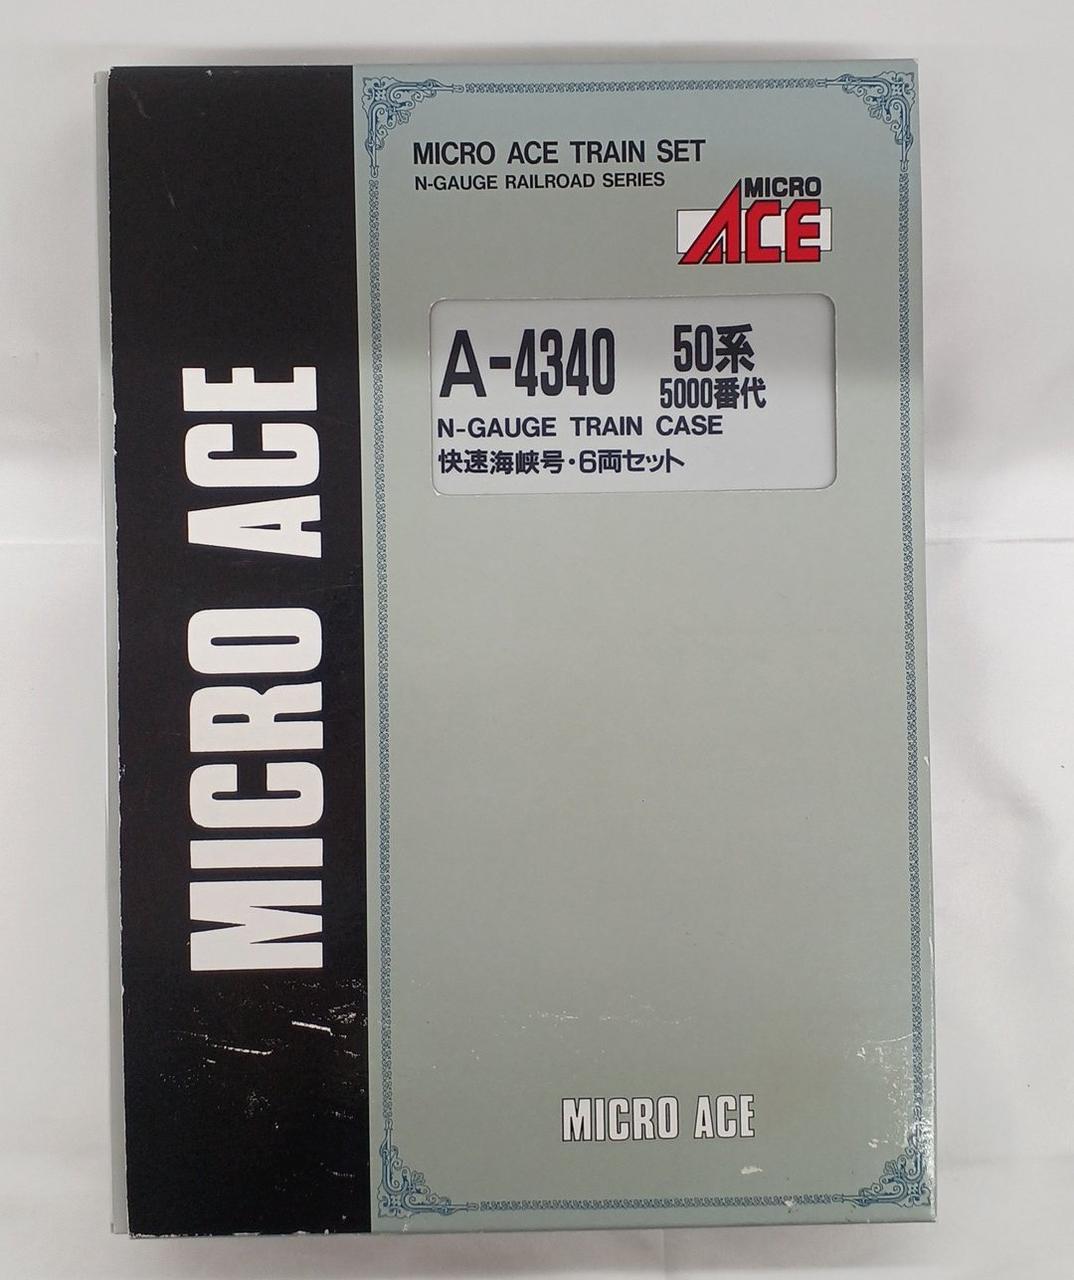 MICRO ACE
MICRO ACE TRAIN SET
N-GAUGE RAILROAD SERIES
MICRO
ACE
A-4340 50系
5000番代
N-GAUGE TRAIN CASE
快速海峡号・6両セット
MICRO ACE